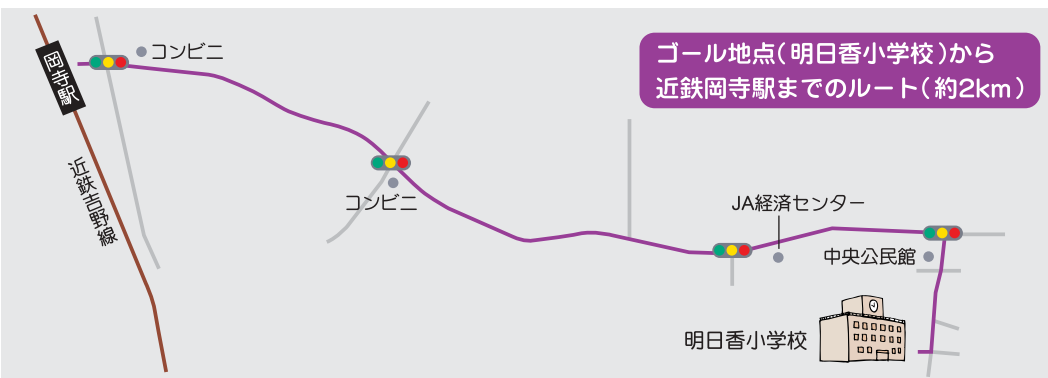 ゴール地点(明日香小学校)から
近鉄岡寺駅までのルート(約2km)
岡寺駅
コンビニ
近鉄吉野線
コンビニ
JA経済センター
中央公民館
明日香小学校